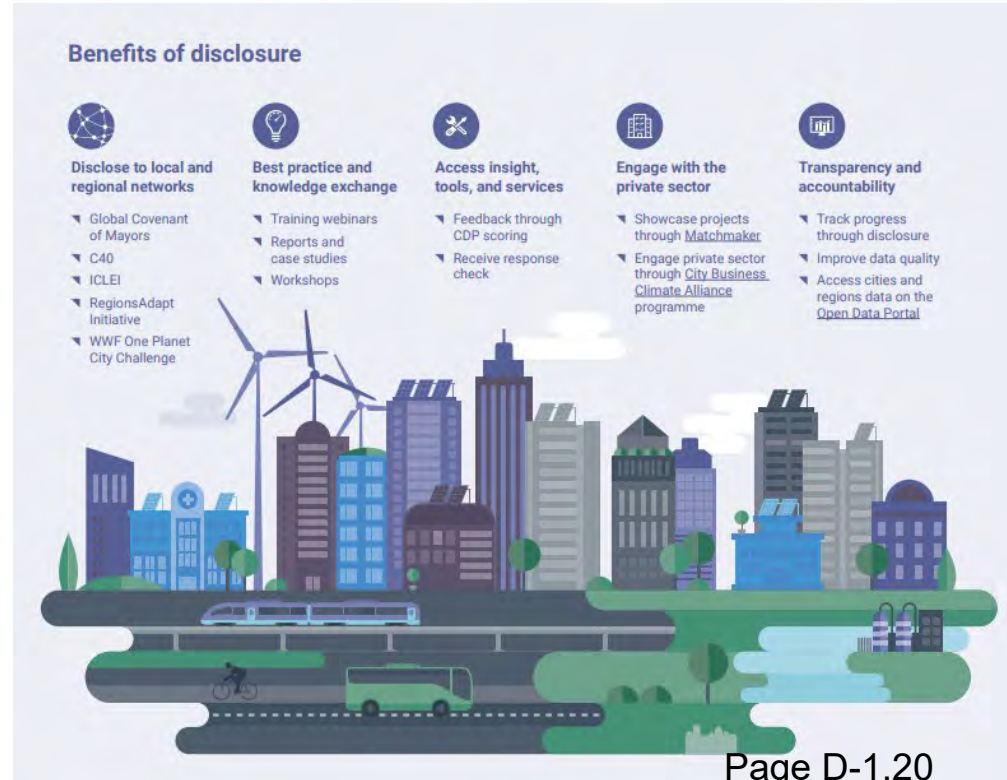 Benefits of disclosure
Disclose to local and
regional networks
Global Covenant
of Mayors
C40
ICLEI
RegionsAdapt
Initiative
WWF One Planet
City Challenge
Best practice and
knowledge exchange
Training webinars
Reports and
case studies
Workshops
Access insight,
tools, and services
Feedback through
CDP scoring
Receive response
check
Engage with the
private sector
Showcase projects
through Matchmaker
Engage private sector
through City Business
Climate Alliance
programme
Transparency and
accountability
Track progress
through disclosure
Improve data quality
Access cities and
regions data on the
Open Data Portal
Page D-1.20